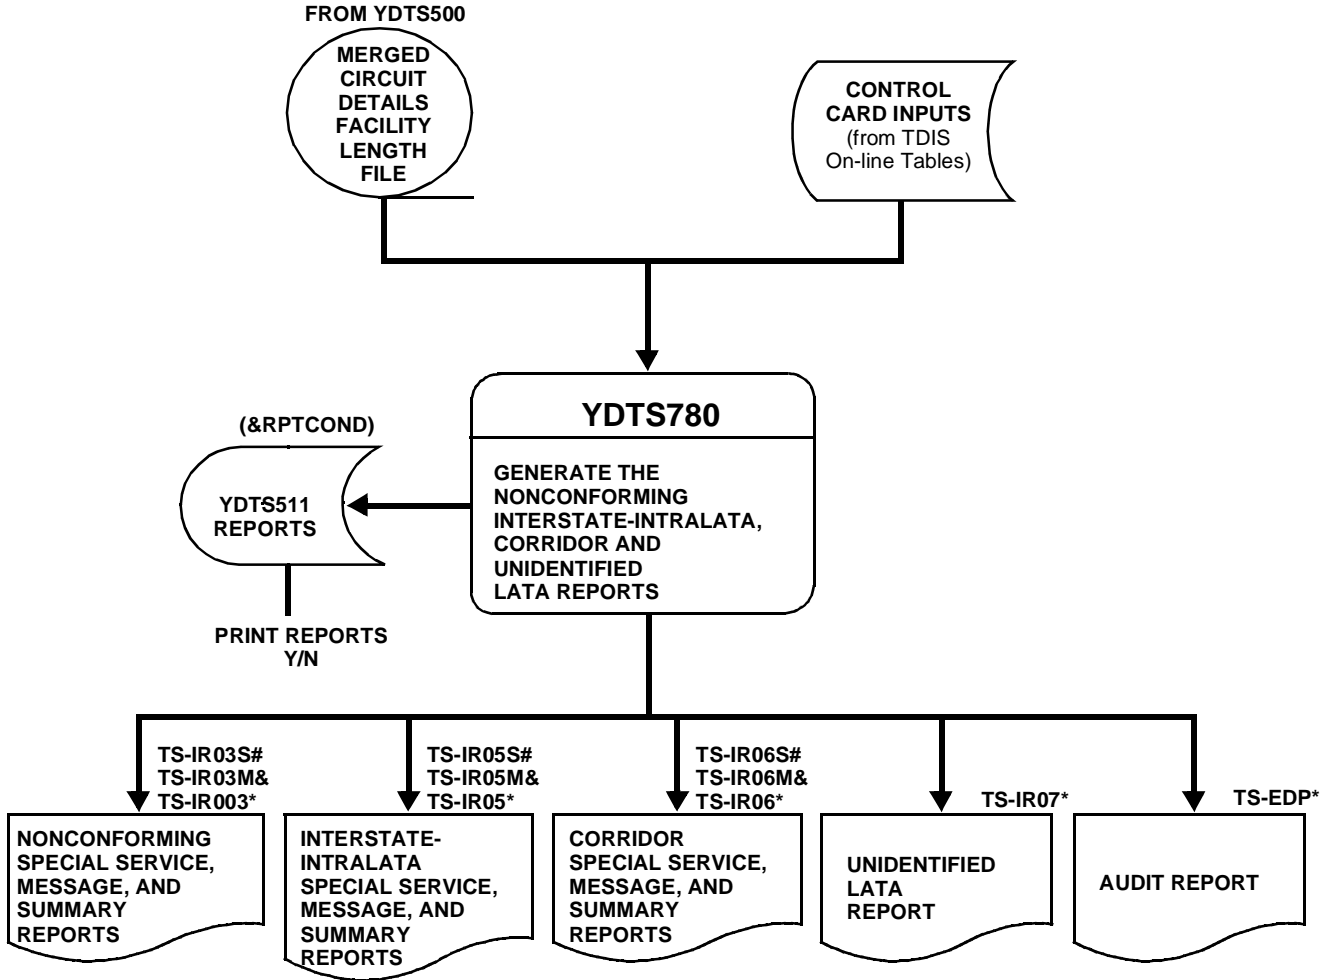 FROM YDTS500
MERGED
CIRCUIT
DETAILS
FACILITY
LENGTH
FILE
CONTROL
CARD INPUTS
(from TDIS
On-line Tables)
YDTS780
GENERATE THE
NONCONFORMING
INTERSTATE-INTRALATA,
CORRIDOR AND
UNIDENTIFIED
LATA REPORTS
(&RPTCOND)
YDTS511
REPORTS
PRINT REPORTS
Y/N
TS-IR03S#
TS-IR03M&
TS-IR003*
NONCONFORMING
SPECIAL SERVICE,
MESSAGE, AND
SUMMARY
REPORTS
TS-IR05S#
TS-IR05M&
TS-IR05*
INTERSTATE-
INTRALATA
SPECIAL SERVICE,
MESSAGE, AND
SUMMARY
REPORTS
TS-IR06S#
TS-IR06M&
TS-IR06*
CORRIDOR
SPECIAL SERVICE,
MESSAGE, AND
SUMMARY
REPORTS
TS-IR07*
UNIDENTIFIED
LATA
REPORT
TS-EDP*
AUDIT REPORT